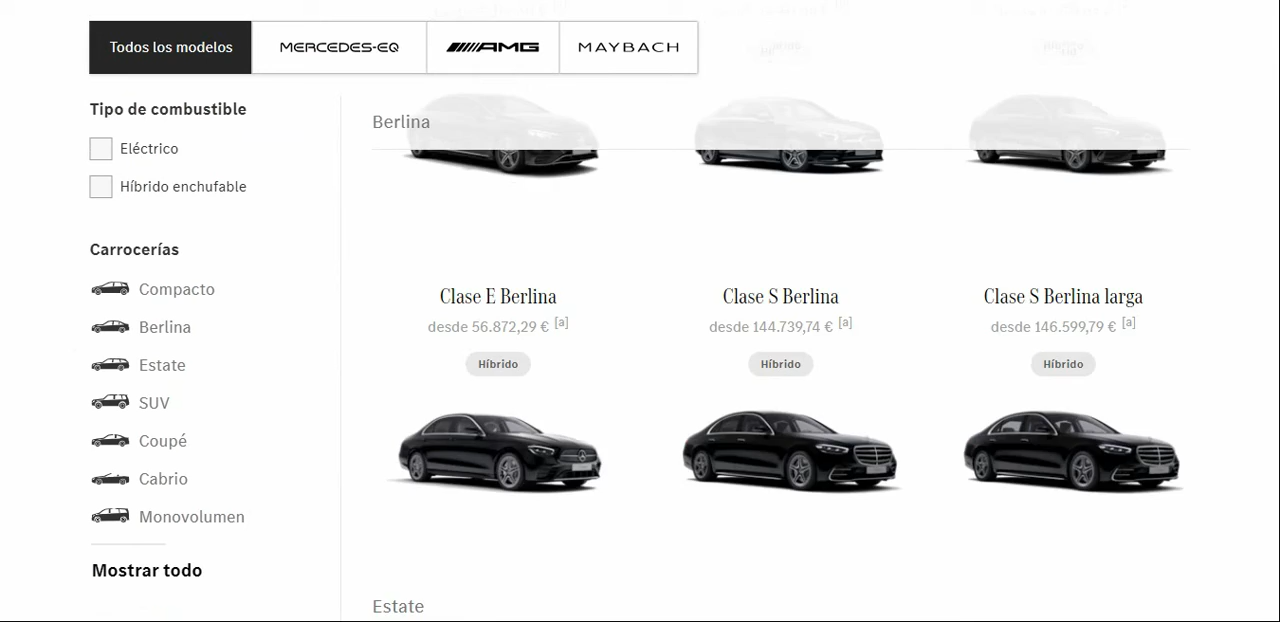 Todos los modelos
MERCEDES-EQ
AMG
MAYBACH
Tipo de combustible
Eléctrico
Híbrido enchufable
Carrocerías
Compacto
Berlina
Estate
SUV
Coupé
Cabrio
Monovolumen
Mostrar todo
Berlina
Clase E Berlina
desde 56.872,29 € [a]
Híbrido
Clase S Berlina
desde 144.739,74 € [a]
Híbrido
Clase S Berlina larga
desde 146.599,79 € [a]
Híbrido
Estate